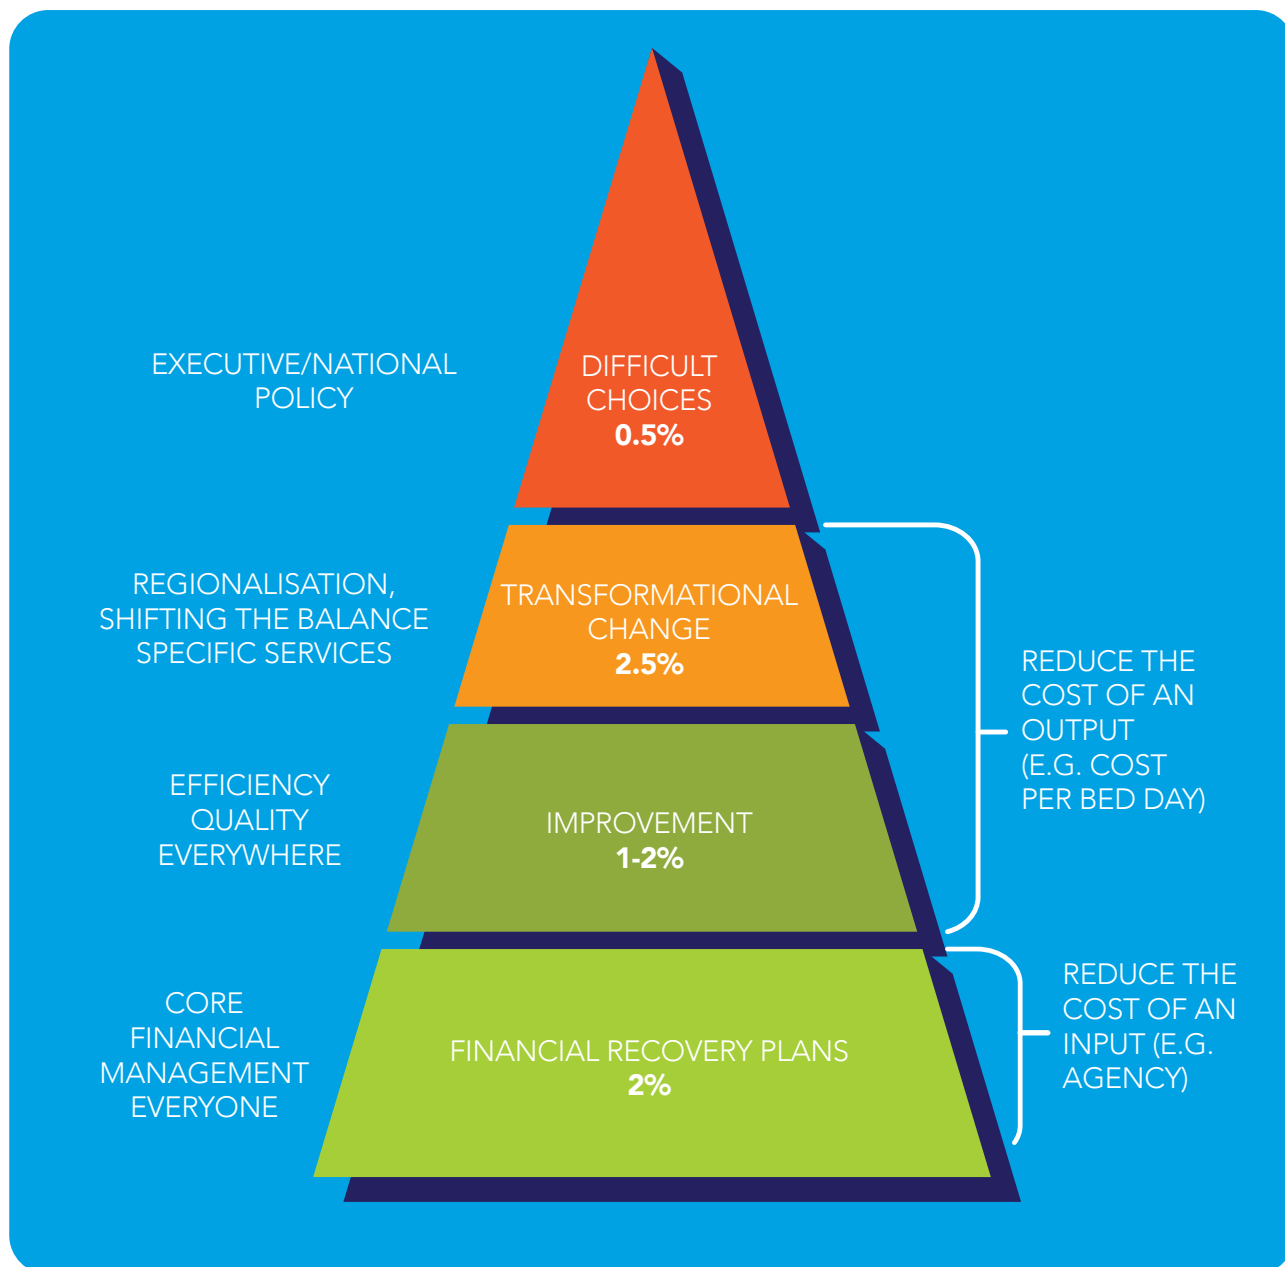 EXECUTIVE/NATIONAL
POLICY
DIFFICULT
CHOICES
0.5%
REGIONALISATION,
SHIFTING THE BALANCE
SPECIFIC SERVICES
TRANSFORMATIONAL
CHANGE
2.5%
REDUCE THE
COST OF AN
OUTPUT
(E.G. COST
PER BED DAY)
EFFICIENCY
QUALITY
EVERYWHERE
IMPROVEMENT
1-2%
CORE
FINANCIAL
MANAGEMENT
EVERYONE
FINANCIAL RECOVERY PLANS
2%
REDUCE THE
COST OF AN
INPUT (E.G.
AGENCY)